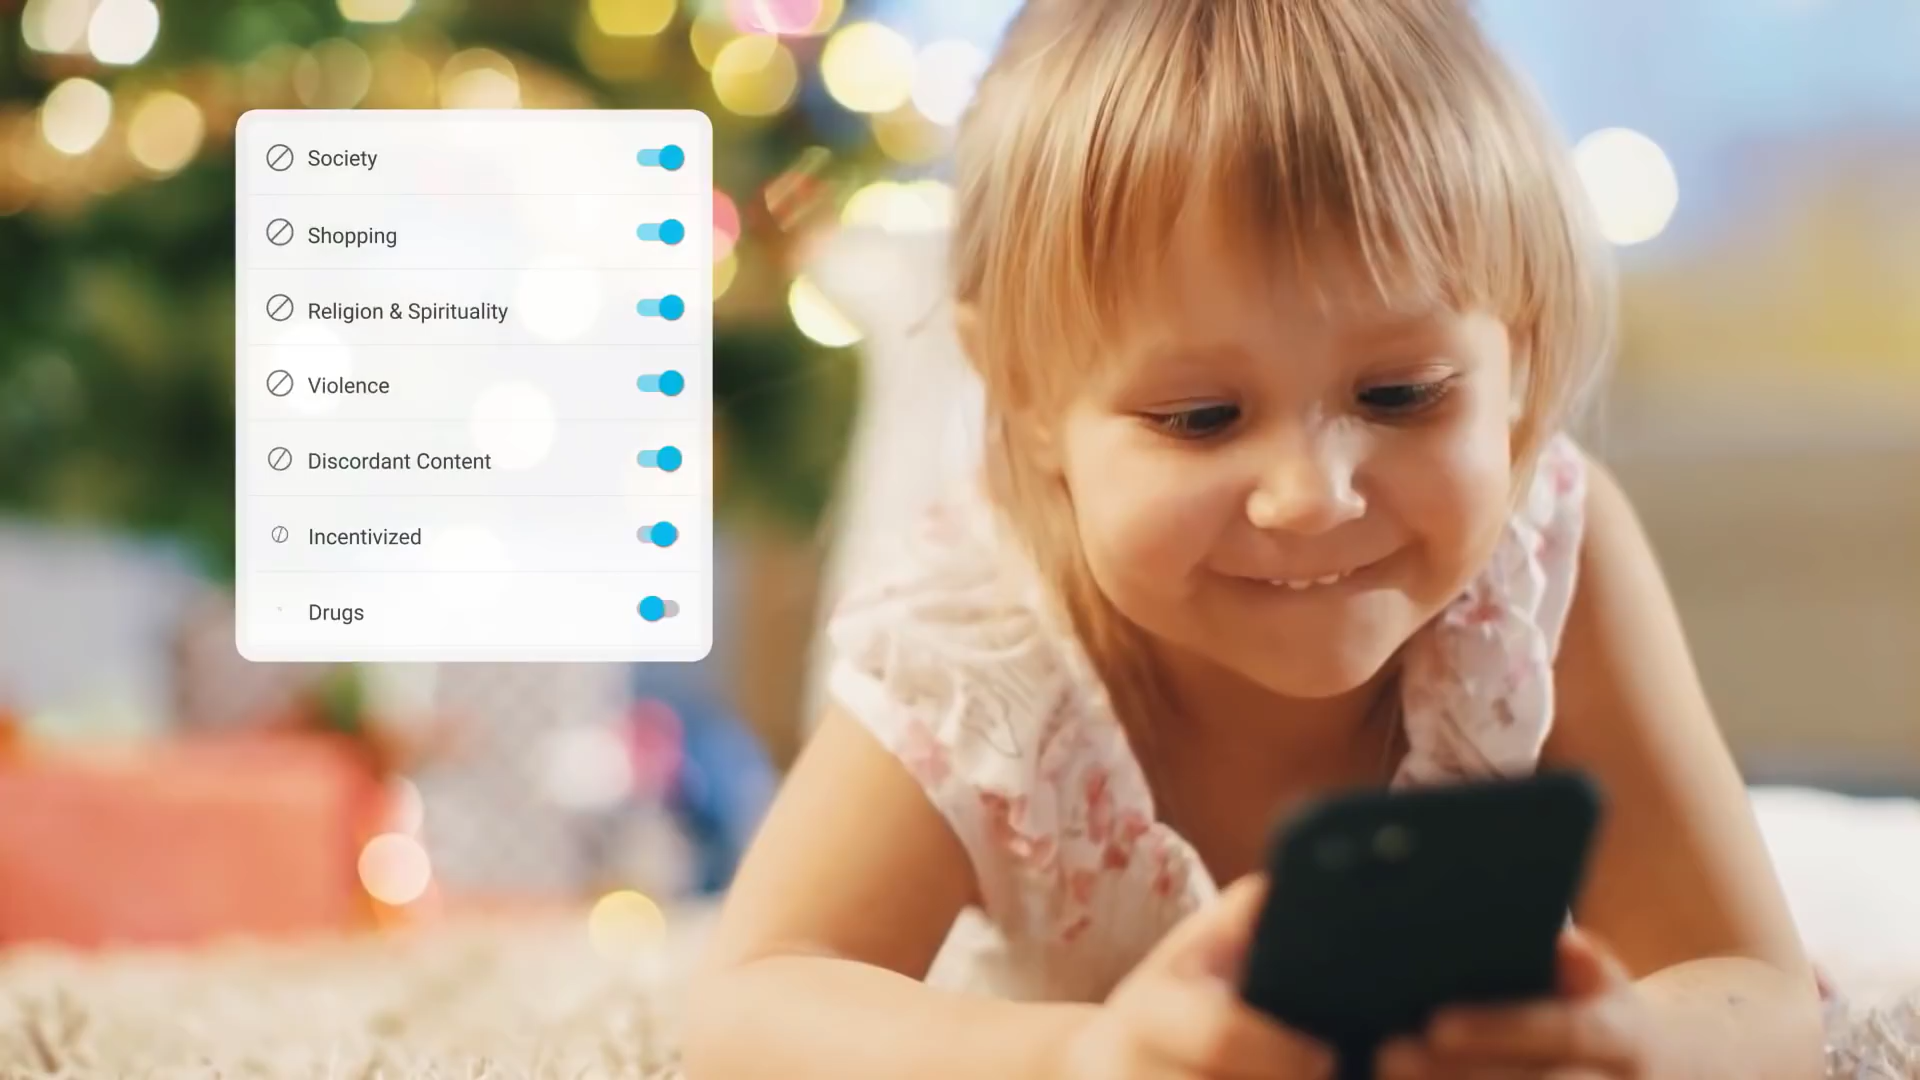 Society
Shopping
Religion & Spirituality
Violence
Discordant Content
Incentivized
Drugs